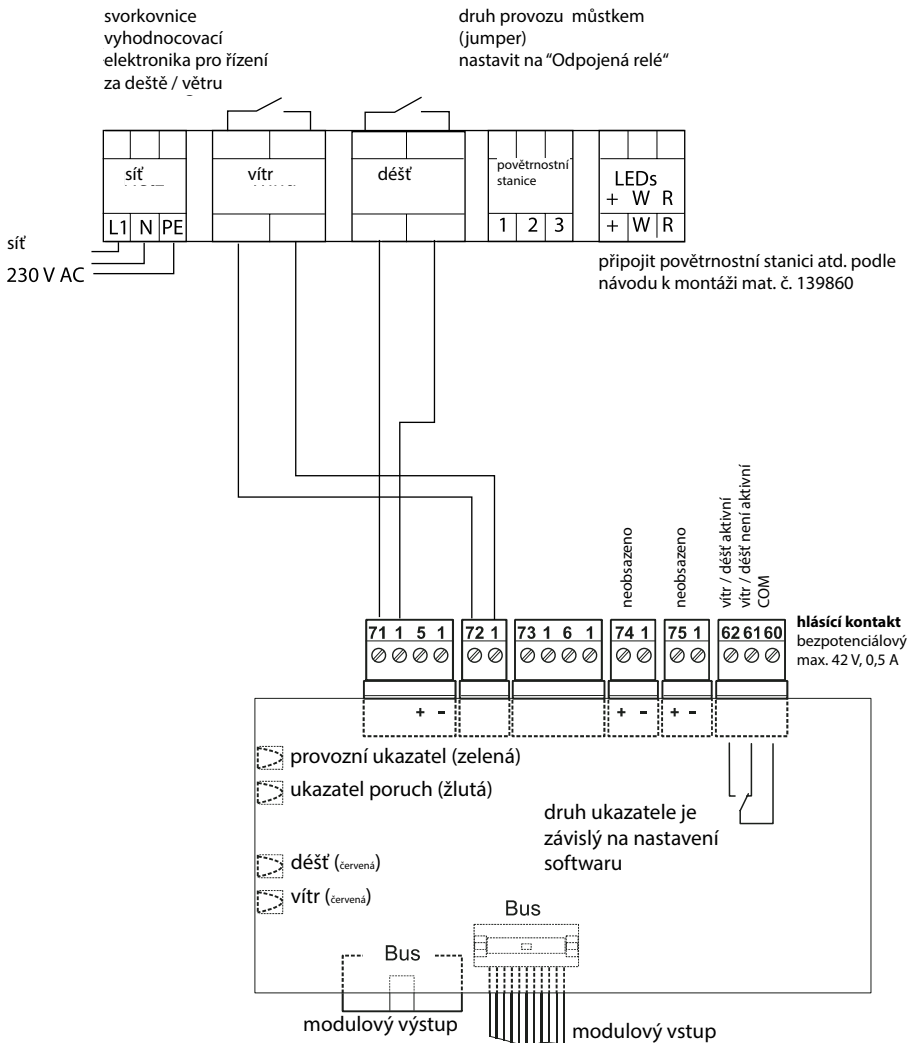 svorkovnice
vyhodnocovací
elektronika pro řízení
za deště / větru
druh provozu můstkem
(jumper)
nastavit na “Odpojená relé“
síť
vítr
déšť
povětrnostní
stanice
LEDs
+ W R
L1 N PE
1 2 3
+ W R
síť
230 V AC
připojit povětrnostní stanici atd. podle
návodu k montáži mat. č. 139860
neobsazeno
neobsazeno
vítr / déšť aktivní
vítr / déšť není aktivní
COM
71 1 5 1
72 1
73 1 6 1
74 1
75 1
62 61 60
hlásící kontakt
bezpotenciálový
max. 42 V, 0,5 A
+ -
+ -
+ -
provozní ukazatel (zelená)
ukazatel poruch (žlutá)
druh ukazatele je
závislý na nastavení
softwaru
déšť (červená)
vítr (červená)
Bus
Bus
modulový výstup
modulový vstup